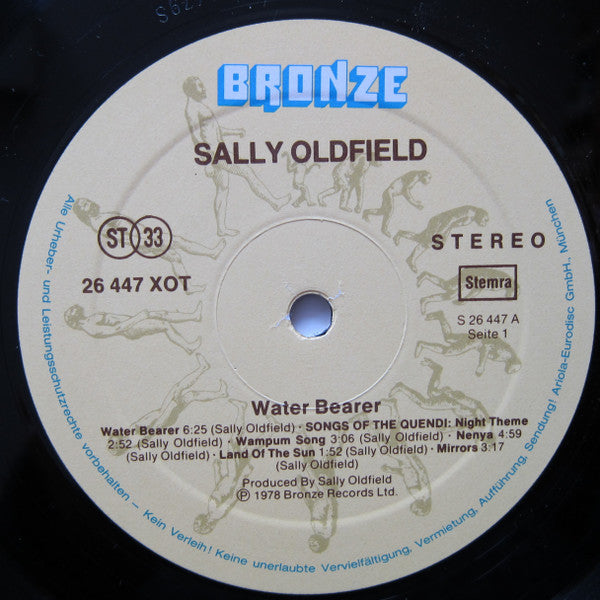 BRONZE
SALLY OLDFIELD
ST 33
26 447 XOT
STEREO
Stemra
S 26 447 A
Seite 1
Water Bearer
Water Bearer 6:25 (Sally Oldfield) · SONGS OF THE QUENDI: Night Theme
2:52 (Sally Oldfield) · Wampum Song 3:06 (Sally Oldfield) · Nenya 4:59
(Sally Oldfield) · Land Of The Sun 1:52 (Sally Oldfield) · Mirrors 3:17
(Sally Oldfield)
Produced By Sally Oldfield
Ⓟ 1978 Bronze Records Ltd.
Alle Urheber- und Leistungsschutzrechte vorbehalten – Kein Verleih! Keine unerlaubte Vervielfältigung, Vermietung, Aufführung, Sendung! Ariola-Eurodisc GmbH., München